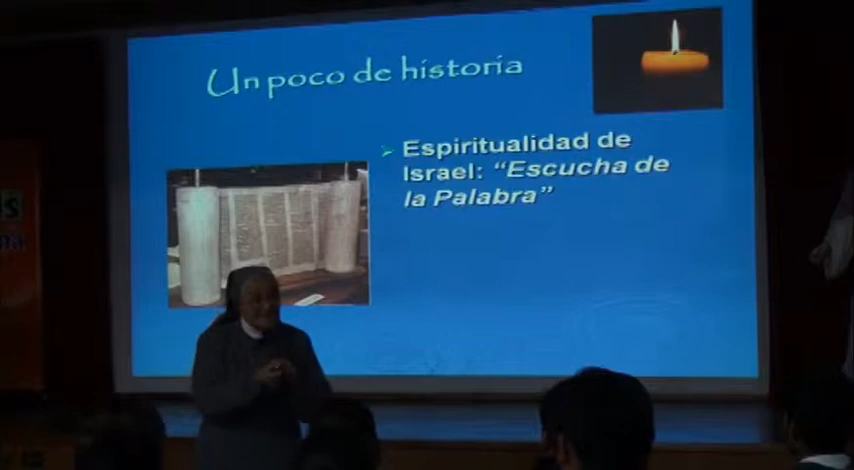 Un poco de historia
Espiritualidad de
Israel: “Escucha de
la Palabra”